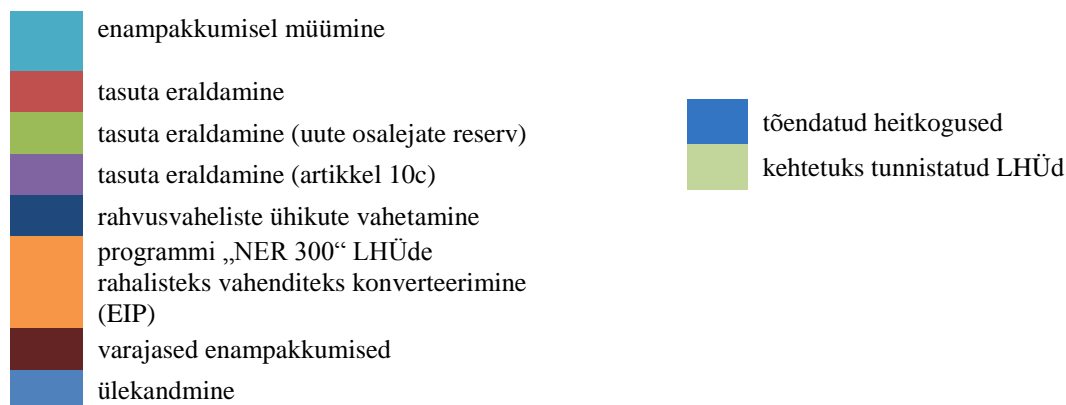 enampakkumisel müümine
tasuta eraldamine
tasuta eraldamine (uute osalejate reserv)
tasuta eraldamine (artikkel 10c)
rahvusvaheliste ühikute vahetamine
programmi „NER 300“ LHÜde
rahalisteks vahenditeks konverteerimine
(EIP)
varajased enampakkumised
ülekandmine
tõendatud heitkogused
kehtetuks tunnistatud LHÜd